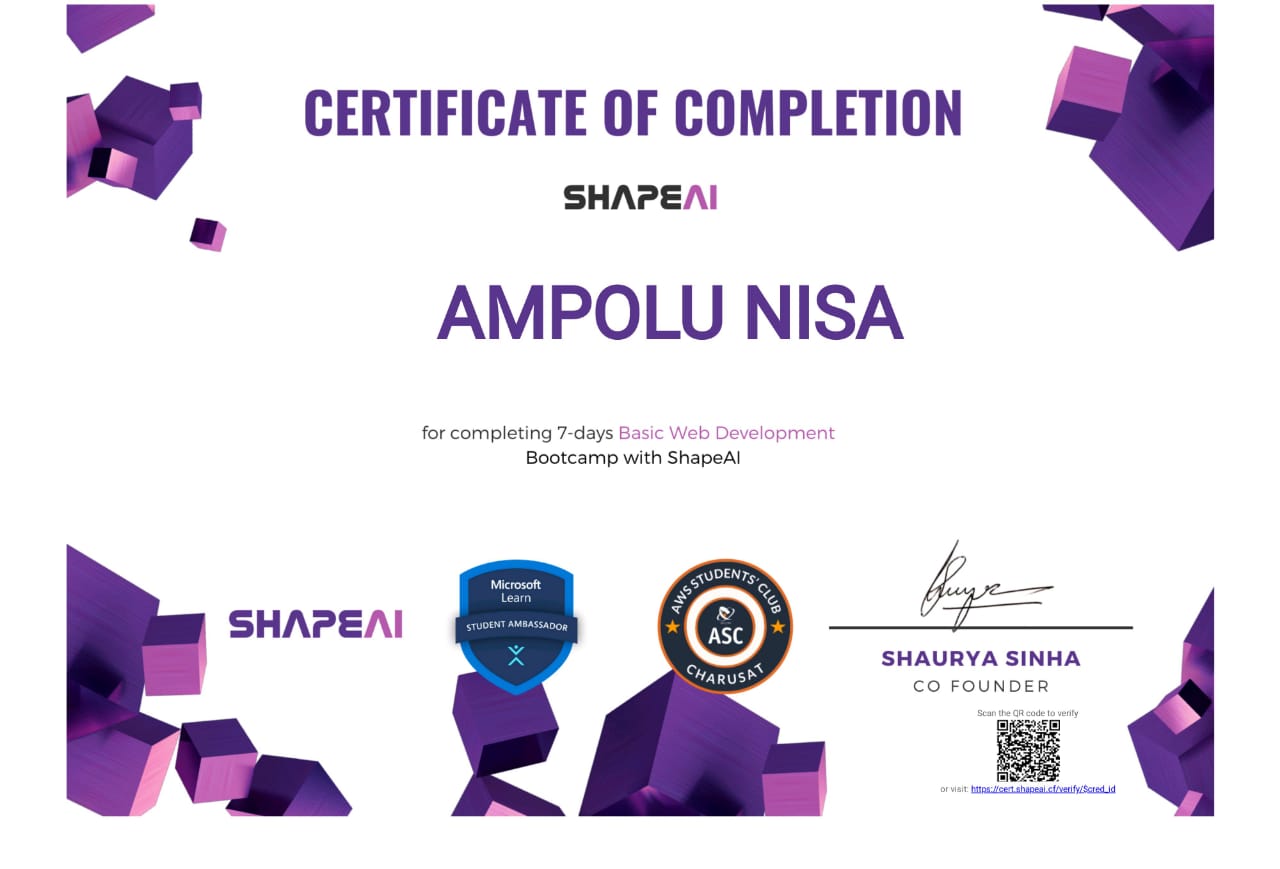 CERTIFICATE OF COMPLETION
SHAPEAI
AMPOLU NISA
for completing 7-days Basic Web Development
Bootcamp with ShapeAI
SHAPEAI
Microsoft
Learn
STUDENT AMBASSADOR
AWS STUDENTS' CLUB
ASC
CHARUSAT
SHAURYA SINHA
CO FOUNDER
Scan the QR code to verify
or visit: https://cert.shapeai.cf/verify/$cred_id